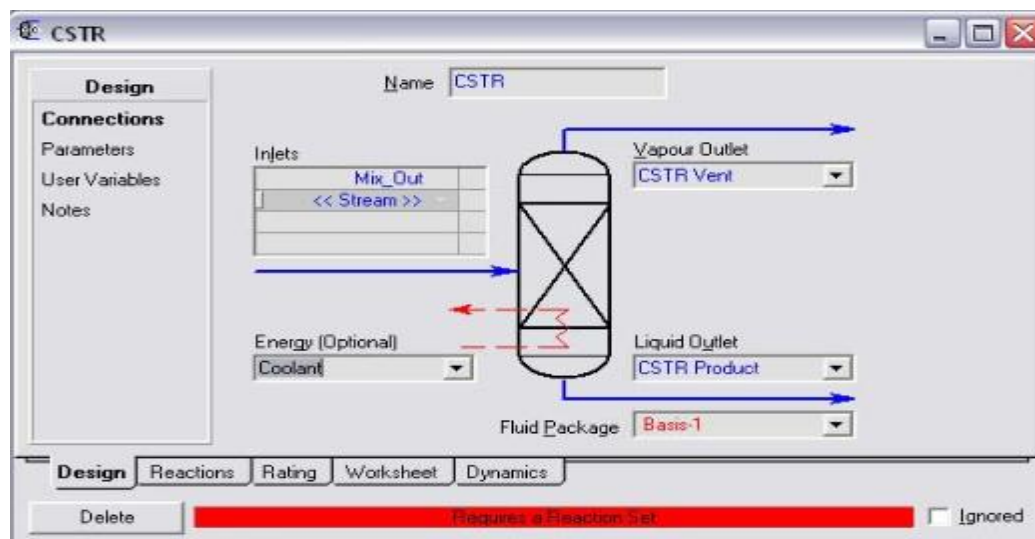 CSTR
Design
Connections
Parameters
User Variables
Notes
Name CSTR
Inlets
Mix_Out
<< Stream >>
Vapour Outlet
CSTR Vent
Energy (Optional)
Coolant
Liquid Outlet
CSTR Product
Fluid Package Basis-1
Design Reactions Rating Worksheet Dynamics
Delete Requires a Reaction Set Ignored